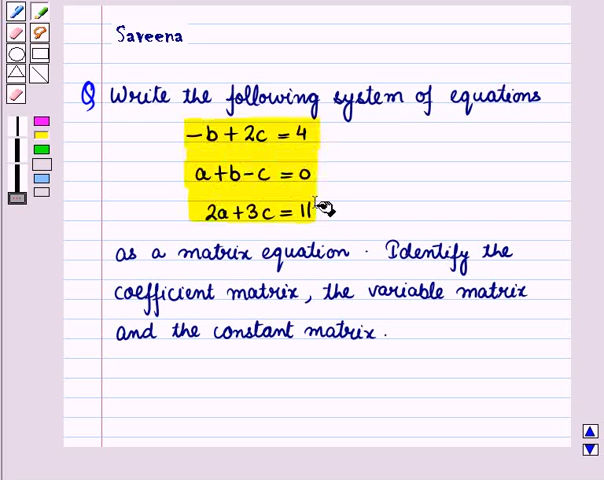 Saveena
Q Write the following system of equations
-b + 2c = 4
a + b - c = 0
2a + 3c = 11
as a matrix equation. Identify the
coefficient matrix, the variable matrix
and the constant matrix.